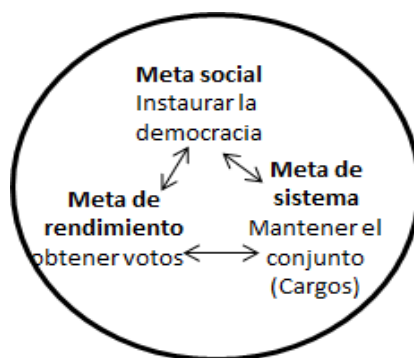 Meta social
Instaurar la
democracia
Meta de
rendimiento
obtener votos
Meta de
sistema
Mantener el
conjunto
(Cargos)